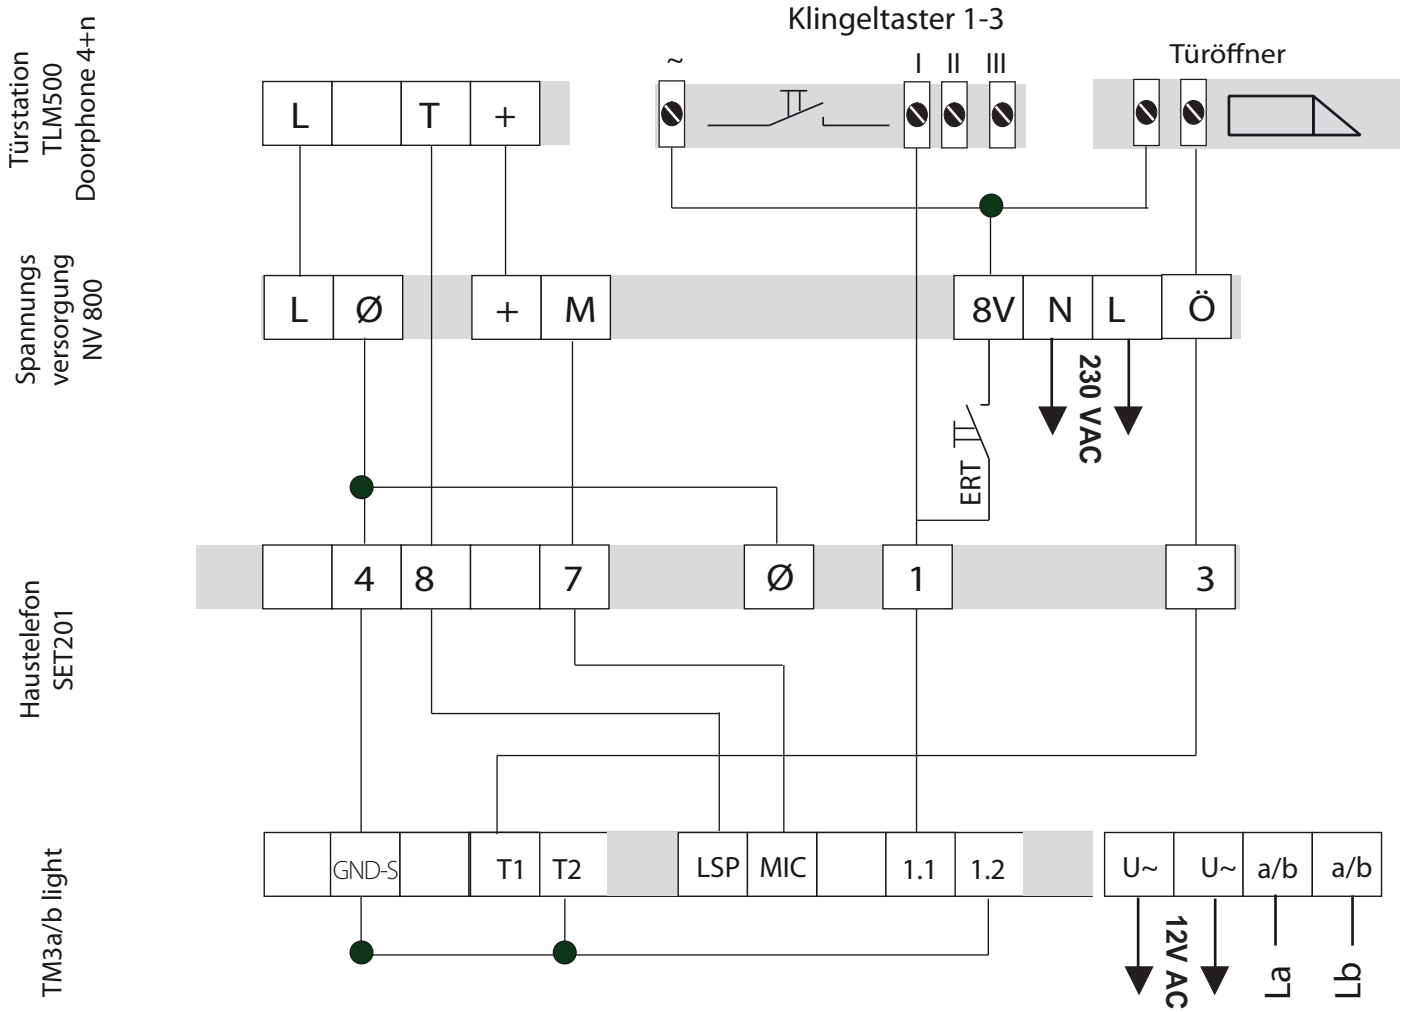 Klingeltaster 1-3
Türöffner
Türstation
TLM500
Doorphone 4+n
L T +
~ I II III
Spannungs
versorgung
NV 800
L Ø + M 8V N L Ö
230 VAC
ERT
Haustelefon
SET201
4 8 7 Ø 1 3
TM3a/b light
GND-S T1 T2 LSP MIC 1.1 1.2 U~ U~ a/b a/b
12V AC
La
Lb